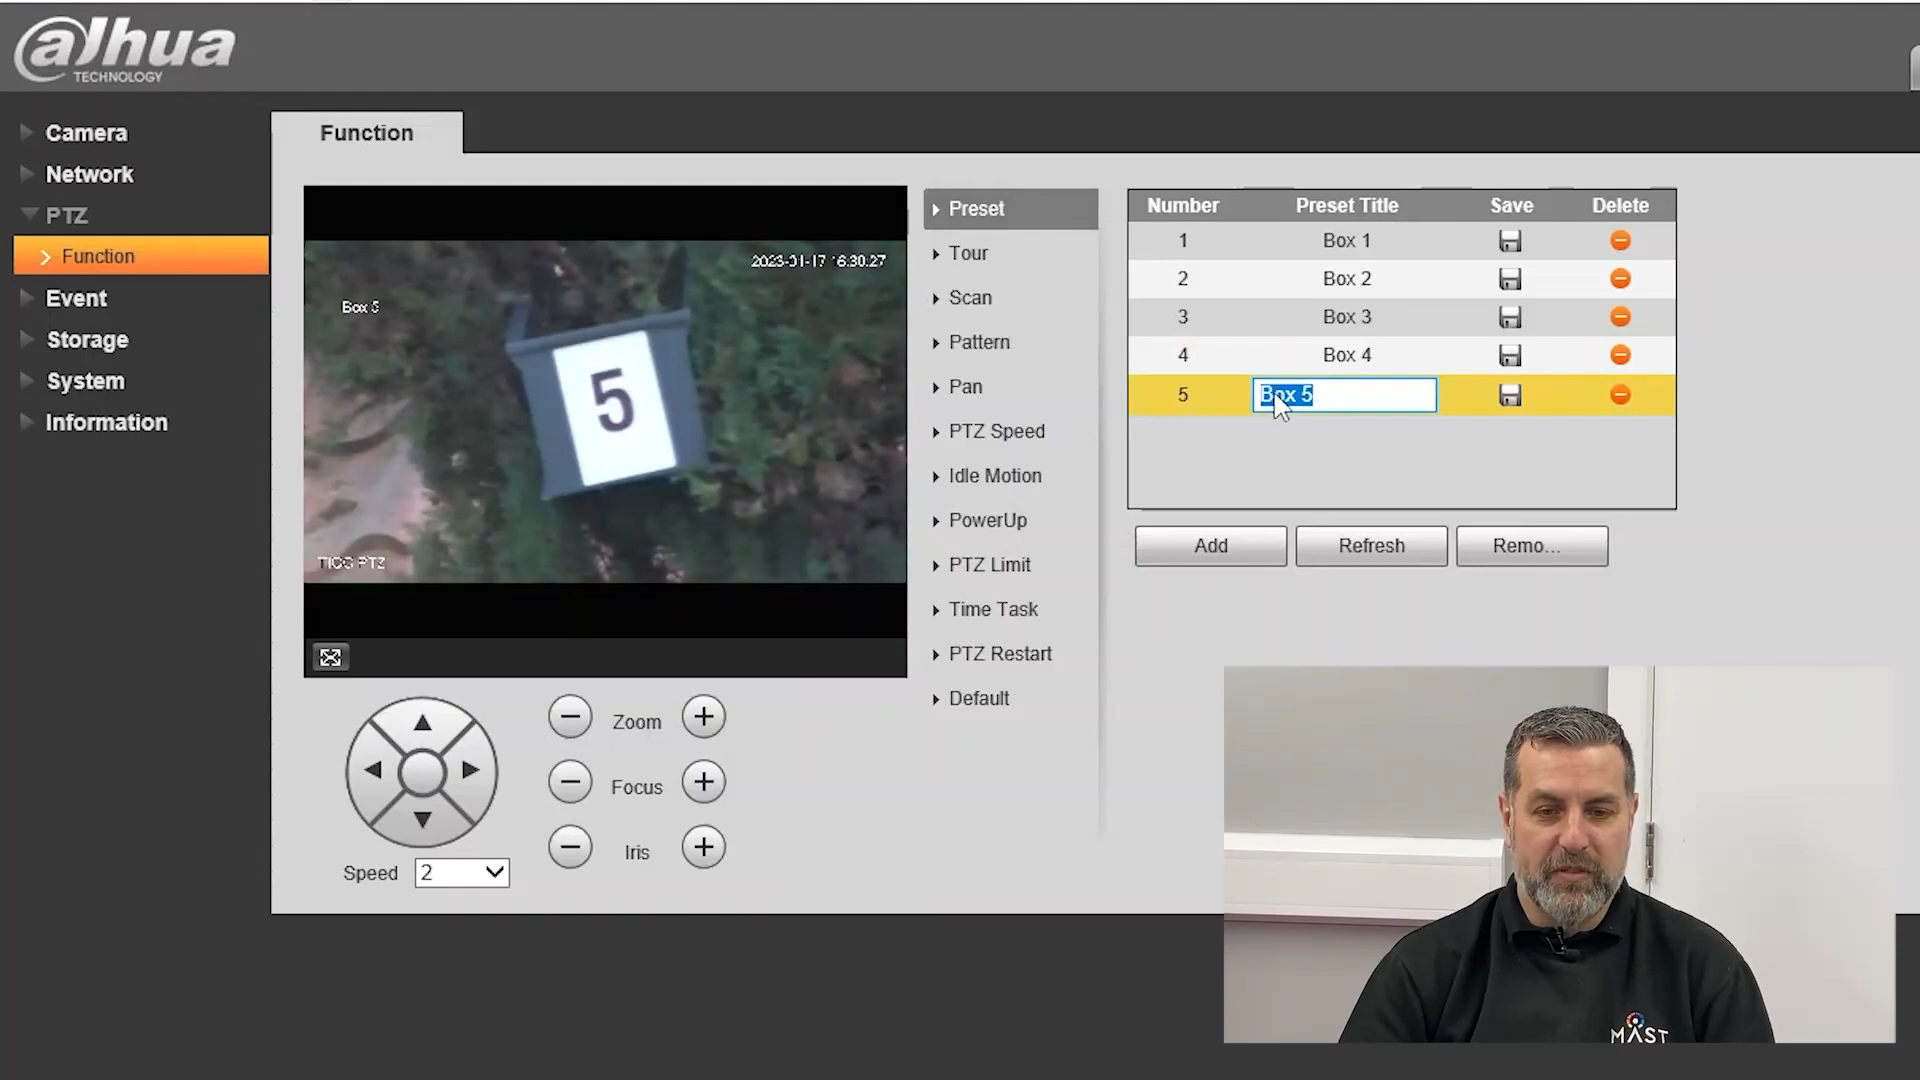 alhua
TECHNOLOGY
Camera
Network
PTZ
Function
Event
Storage
System
Information
Function
2023-01-17 16:30:27
Box 5
5
TIOC PTZ
Speed
2
Zoom
Focus
Iris
Preset
Tour
Scan
Pattern
Pan
PTZ Speed
Idle Motion
PowerUp
PTZ Limit
Time Task
PTZ Restart
Default
Number Preset Title Save Delete
1 Box 1
2 Box 2
3 Box 3
4 Box 4
5 Box 5
Add Refresh Remo...
MAST